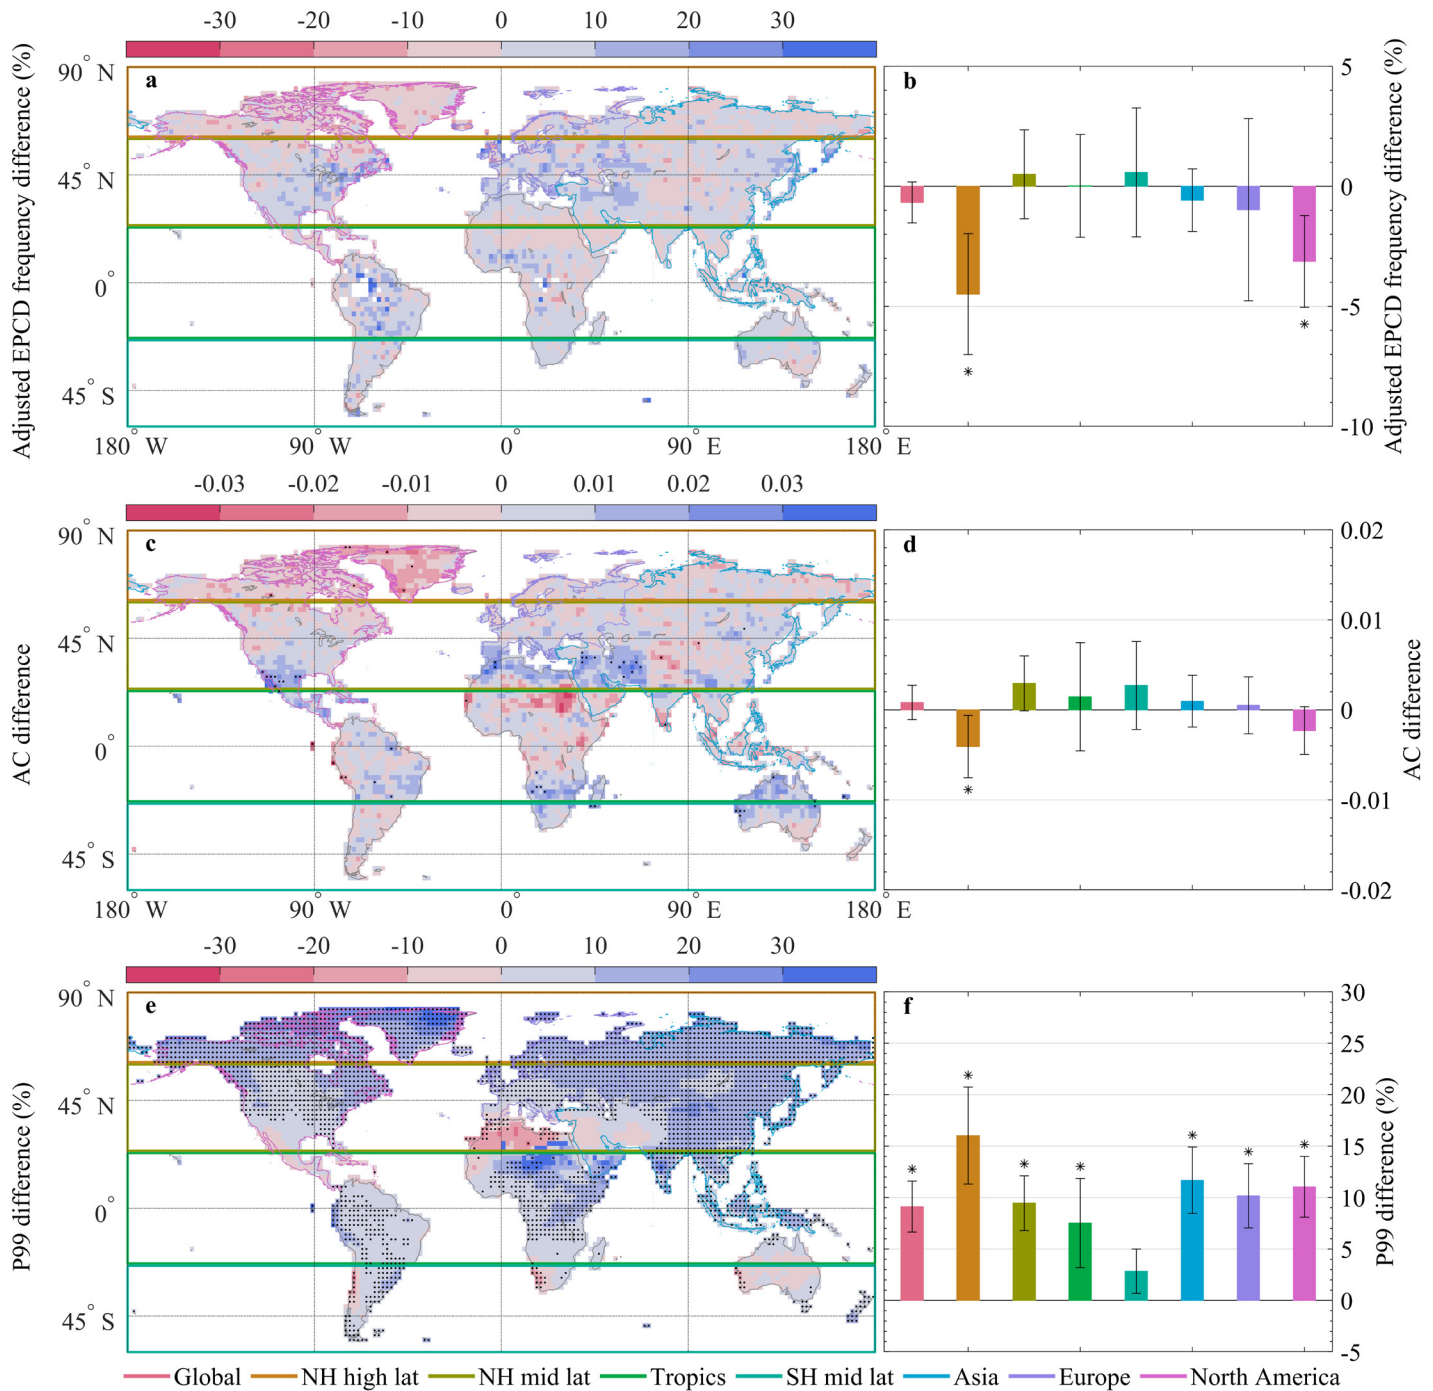 -30 -20 -10 0 10 20 30
Adjusted EPCD frequency difference (%)
90° N
45° N
0°
45° S
a
180° W 90° W 0° 90° E 180° E
b
5
0
-5
-10
Adjusted EPCD frequency difference (%)
*
*
-0.03 -0.02 -0.01 0 0.01 0.02 0.03
AC difference
90° N
45° N
0°
45° S
c
180° W 90° W 0° 90° E 180° E
d
0.02
0.01
0
-0.01
-0.02
AC difference
*
-30 -20 -10 0 10 20 30
P99 difference (%)
90° N
45° N
0°
45° S
e
f
30
25
20
15
10
5
0
-5
P99 difference (%)
* * * * * * *
Global NH high lat NH mid lat Tropics SH mid lat Asia Europe North America